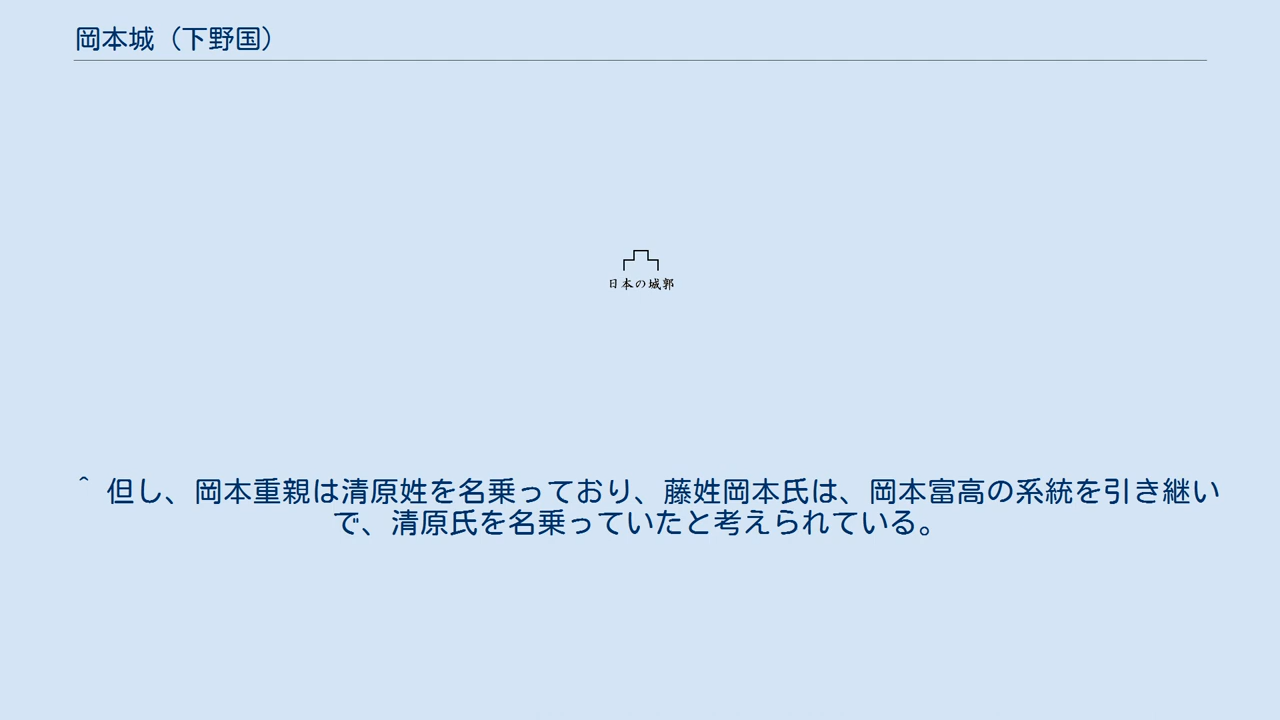 岡本城（下野国）
日本の城郭
^ 但し、岡本重親は清原姓を名乗っており、藤姓岡本氏は、岡本富高の系統を引き継い
で、清原氏を名乗っていたと考えられている。